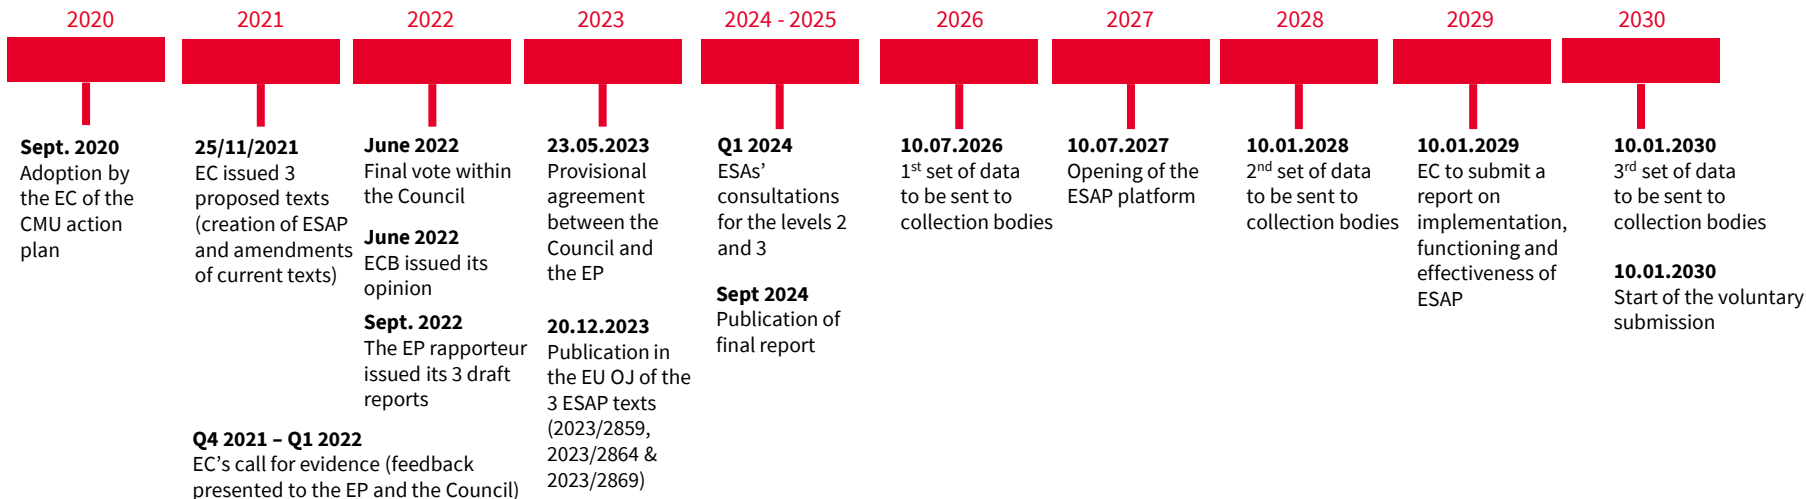 2020
2021
2022
2023
2024 - 2025
2026
2027
2028
2029
2030
Sept. 2020
Adoption by
the EC of the
CMU action
plan
25/11/2021
EC issued 3
proposed texts
(creation of ESAP
and amendments
of current texts)
Q4 2021 – Q1 2022
EC's call for evidence (feedback
presented to the EP and the Council)
June 2022
Final vote within
the Council
June 2022
ECB issued its
opinion
Sept. 2022
The EP rapporteur
issued its 3 draft
reports
23.05.2023
Provisional
agreement
between the
Council and
the EP
20.12.2023
Publication in
the EU OJ of the
3 ESAP texts
(2023/2859,
2023/2864 &
2023/2869)
Q1 2024
ESAs'
consultations
for the levels 2
and 3
Sept 2024
Publication of
final report
10.07.2026
1st set of data
to be sent to
collection bodies
10.07.2027
Opening of the
ESAP platform
10.01.2028
2nd set of data
to be sent to
collection bodies
10.01.2029
EC to submit a
report on
implementation,
functioning and
effectiveness of
ESAP
10.01.2030
3rd set of data
to be sent to
collection bodies
10.01.2030
Start of the voluntary
submission